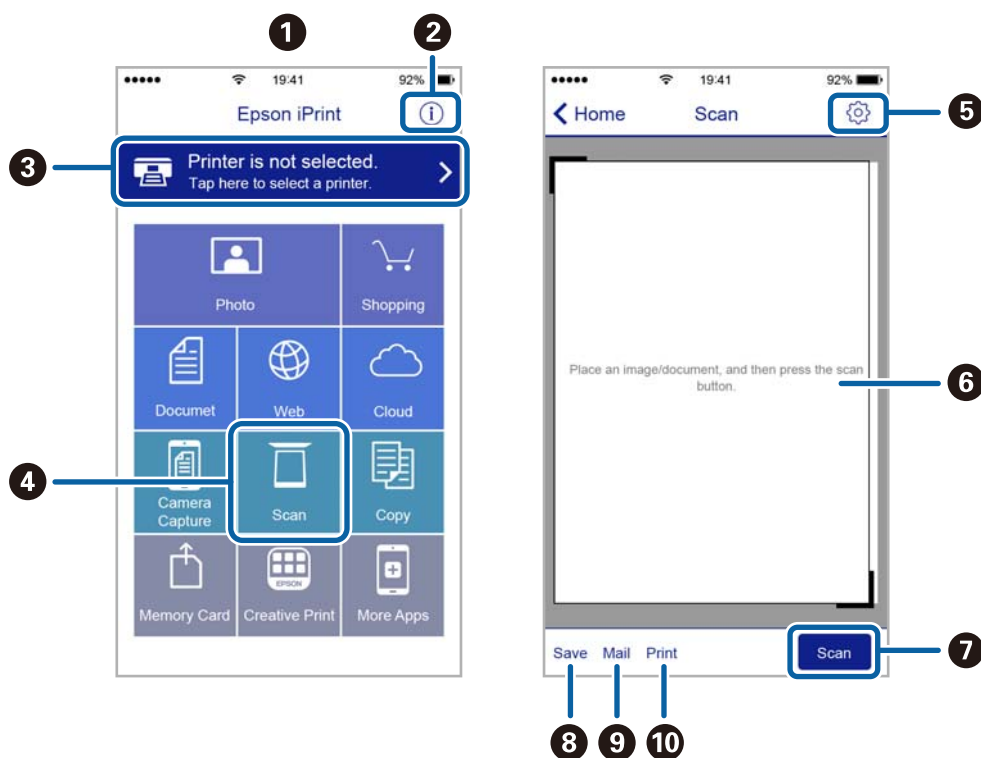 1
2
19:41
92%
Epson iPrint
i
3
Printer is not selected.
Tap here to select a printer.
Photo
Shopping
Documet
Web
Cloud
4
Camera
Capture
Scan
Copy
EPSON
Memory Card
Creative Print
More Apps
19:41
92%
Home
Scan
5
Place an image/document, and then press the scan
button.
6
Save Mail Print
Scan
7
8
9
10